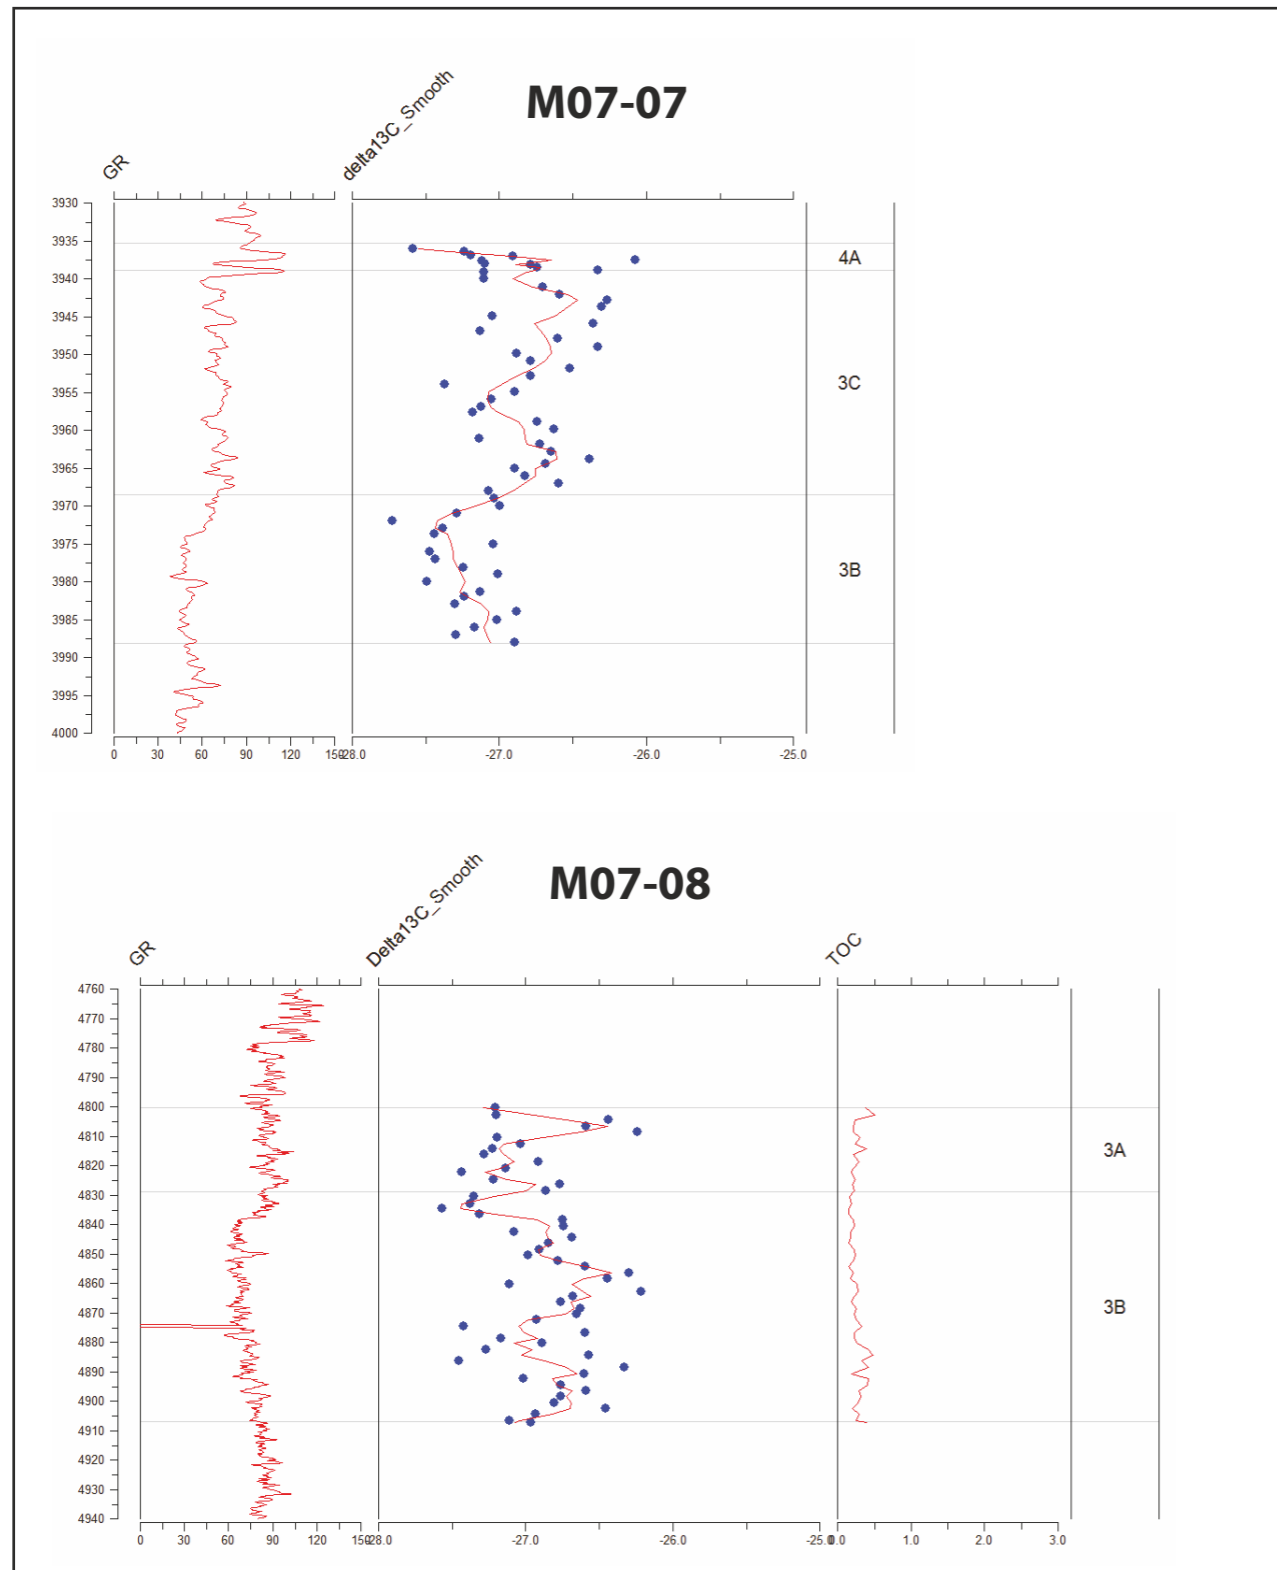 M07-07
GR
delta13C_Smooth
3930
3935
3940
3945
3950
3955
3960
3965
3970
3975
3980
3985
3990
3995
4000
4A
3C
3B
0 30 60 90 120 150
-28.0 -27.0 -26.0 -25.0
M07-08
GR
Delta13C_Smooth
TOC
4760
4770
4780
4790
4800
4810
4820
4830
4840
4850
4860
4870
4880
4890
4900
4910
4920
4930
4940
3A
3B
0 30 60 90 120 150
-28.0 -27.0 -26.0 -25.0
0.0 1.0 2.0 3.0